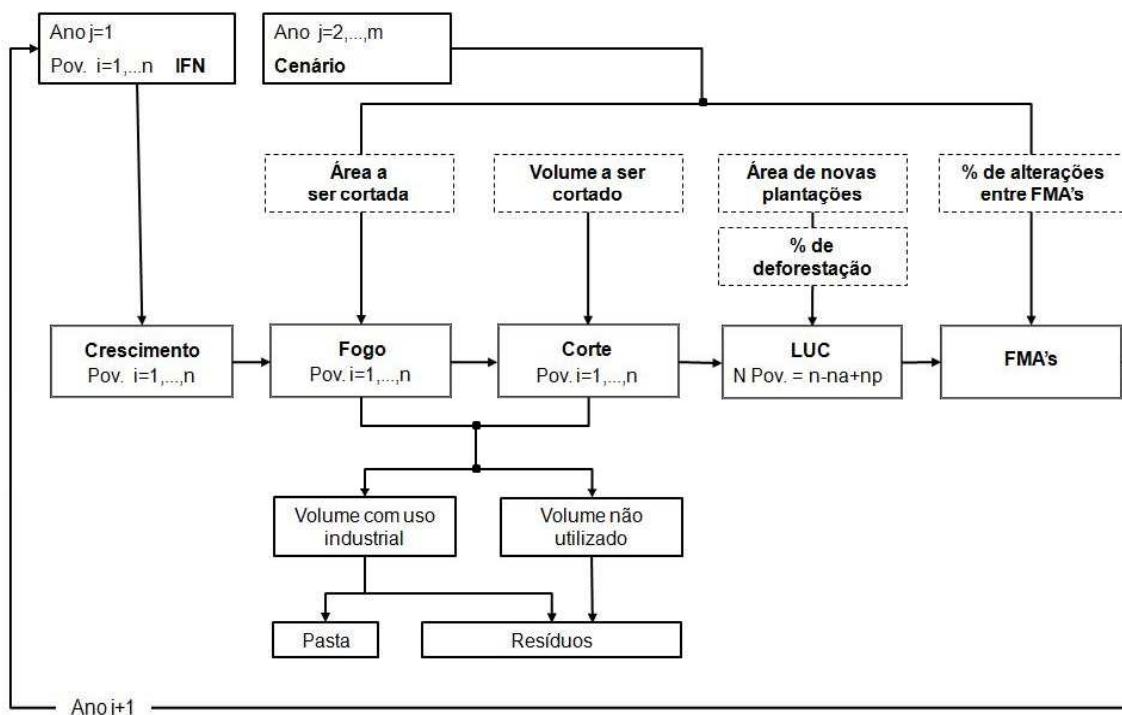 Ano j=1
Pov. i=1,...n IFN
Ano j=2,...,m
Cenário
Área a
ser cortada
Volume a ser
cortado
Área de novas
plantações
% de alterações
entre FMA's
% de
deforestação
Crescimento
Pov. i=1,...,n
Fogo
Pov. i=1,...,n
Corte
Pov. i=1,...,n
LUC
N Pov. = n-na+np
FMA's
Volume com uso
industrial
Volume não
utilizado
Pasta
Resíduos
Ano j+1